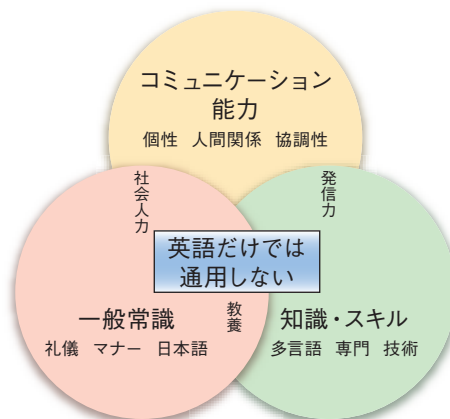 コミュニケーション
能力
個性 人間関係 協調性
社会人力
発信力
英語だけでは
通用しない
教養
一般常識
礼儀 マナー 日本語
知識・スキル
多言語 専門 技術